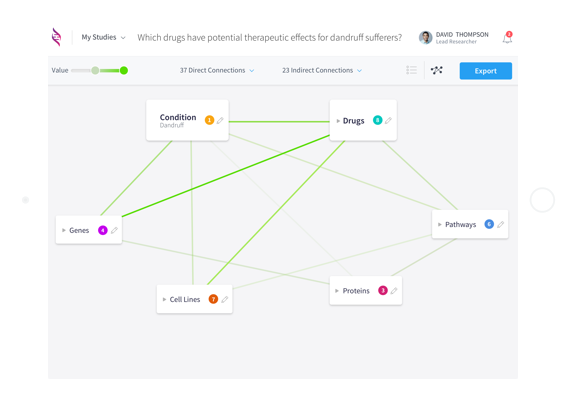 My Studies
Which drugs have potential therapeutic effects for dandruff sufferers?
DAVID THOMPSON
Lead Researcher
2
Value
37 Direct Connections
23 Indirect Connections
Export
Condition
Dandruff
1
Drugs
Genes
4
Pathways
6
Cell Lines
7
Proteins
3